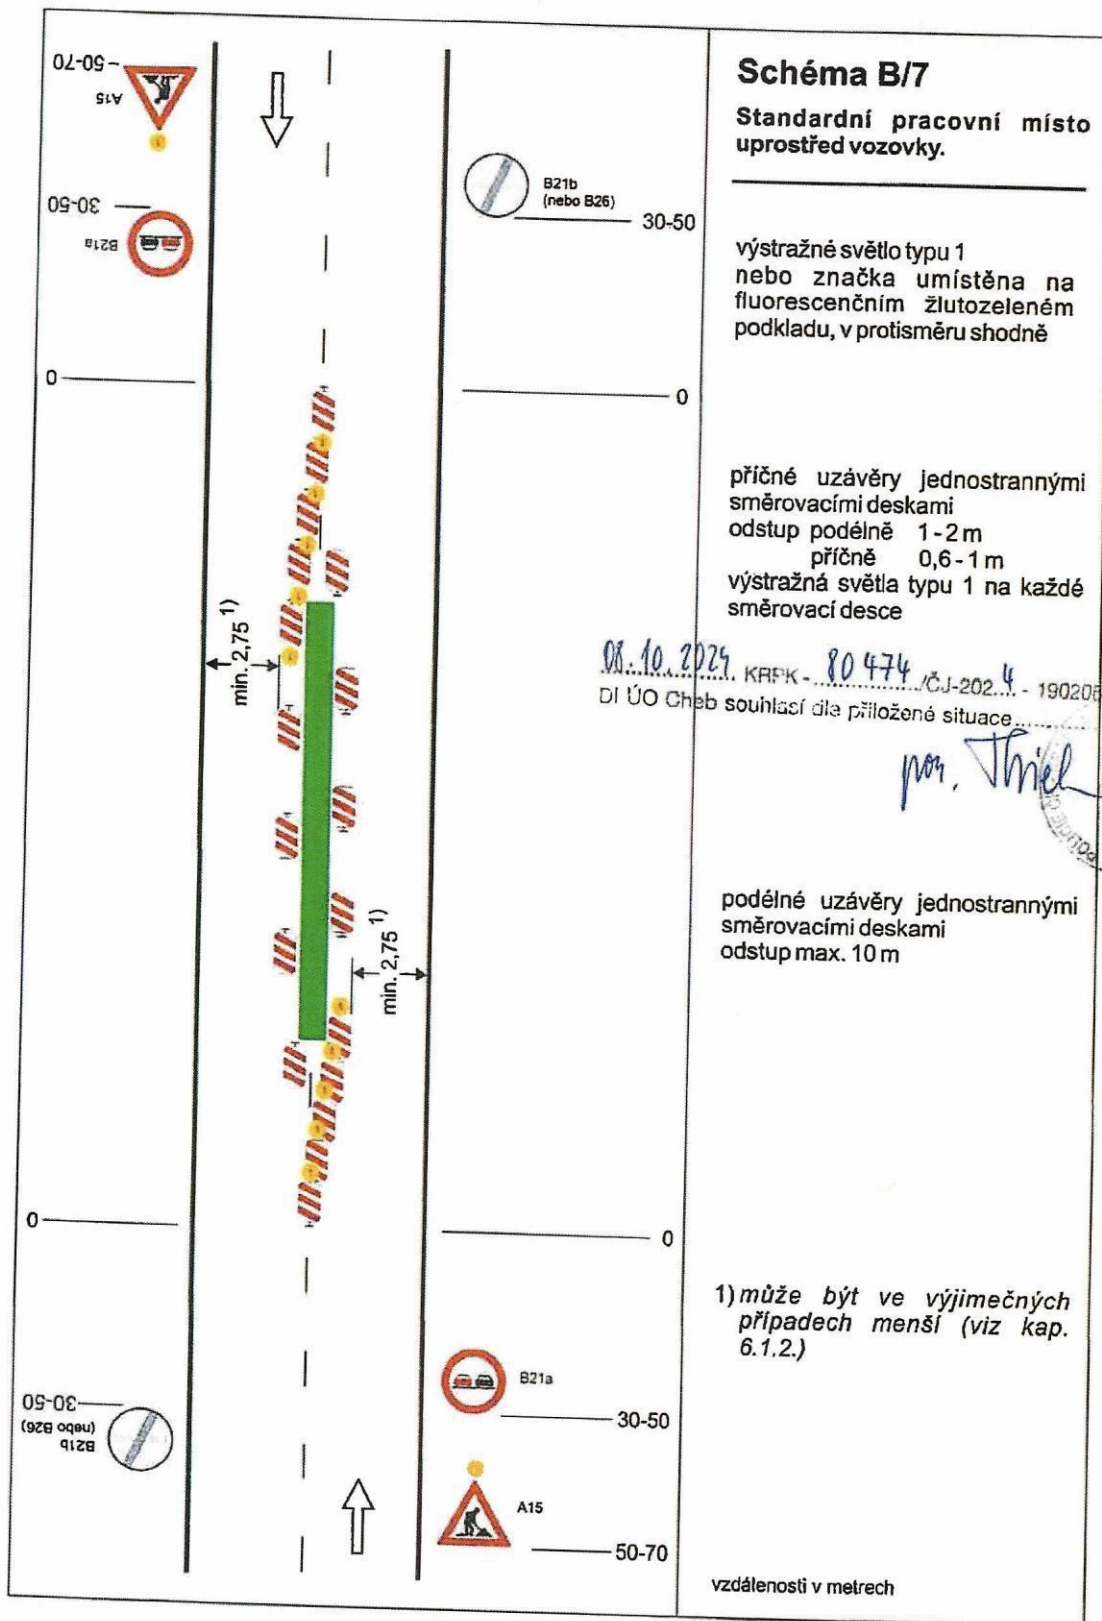 50-70
A15
30-50
B21a
0
B21b
(nebo B26)
30-50
0
min. 2,75 1)
min. 2,75 1)
0
0
30-50
B21b
(nebo B26)
B21a
30-50
A15
50-70
Schéma B/7
Standardní pracovní místo
uprostřed vozovky.
výstražné světlo typu 1
nebo značka umístěna na
fluorescenčním žlutozeleném
podkladu, v protisměru shodně
příčné uzávěry jednostrannými
směrovacími deskami
odstup podélně 1-2 m
příčně 0,6-1 m
výstražná světla typu 1 na každé
směrovací desce
08.10.2024 KRPK - 80474 /ČJ-2024 - 190206
DI ÚO Cheb souhlasí dle přiložené situace
podélné uzávěry jednostrannými
směrovacími deskami
odstup max. 10 m
1) může být ve výjimečných
případech menší (viz kap.
6.1.2.)
vzdálenosti v metrech